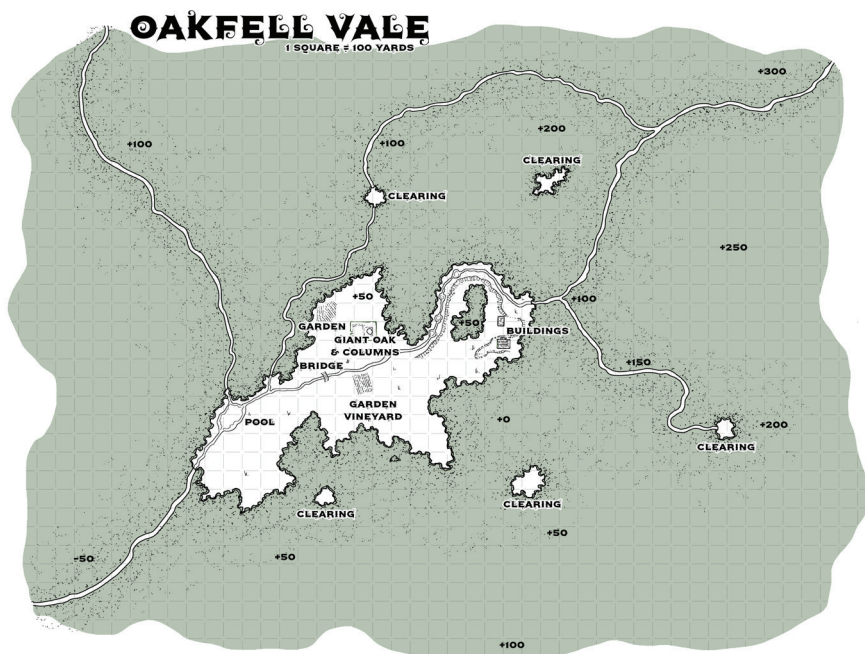 OAKFELL VALE
1 SQUARE = 100 YARDS
+300
+200
+100
+100
CLEARING
CLEARING
+250
+50
+100
+50
GARDEN
BUILDINGS
GIANT OAK
& COLUMNS
BRIDGE
+150
GARDEN
VINEYARD
POOL
+0
+200
CLEARING
CLEARING
CLEARING
+50
-50
+50
+100